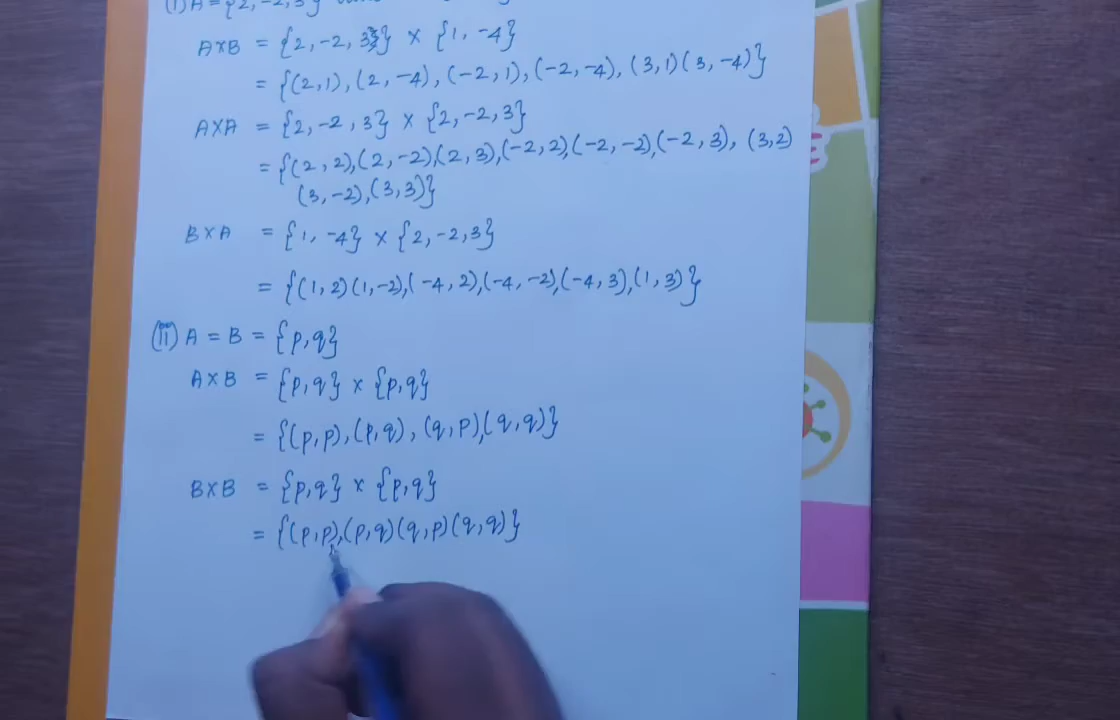 (i) A = {2, -2, 3}
A×B = {2, -2, 3} × {1, -4}
= {(2,1), (2, -4), (-2, 1), (-2, -4), (3,1)(3, -4)}
A×A = {2, -2, 3} × {2, -2, 3}
= {(2, 2),(2, -2),(2, 3),(-2, 2),(-2, -2),(-2, 3), (3,2)
(3, -2),(3,3)}
B×A = {1, -4} × {2, -2, 3}
= {(1, 2)(1, -2),(-4, 2),(-4, -2),(-4, 3),(1, 3)}
(ii) A = B = {p,q}
A×B = {p,q} × {p,q}
= {(p,p), (p,q), (q,p),(q,q)}
B×B = {p,q} × {p,q}
= {(p,p),(p,q)(q,p)(q,q)}